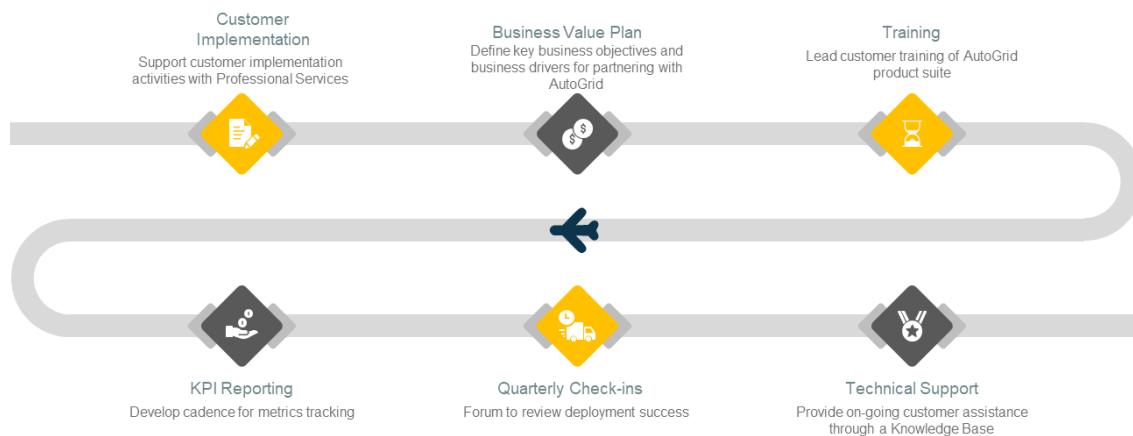 Customer
Implementation
Support customer implementation
activities with Professional Services
Business Value Plan
Define key business objectives and
business drivers for partnering with
AutoGrid
Training
Lead customer training of AutoGrid
product suite
KPI Reporting
Develop cadence for metrics tracking
Quarterly Check-ins
Forum to review deployment success
Technical Support
Provide on-going customer assistance
through a Knowledge Base